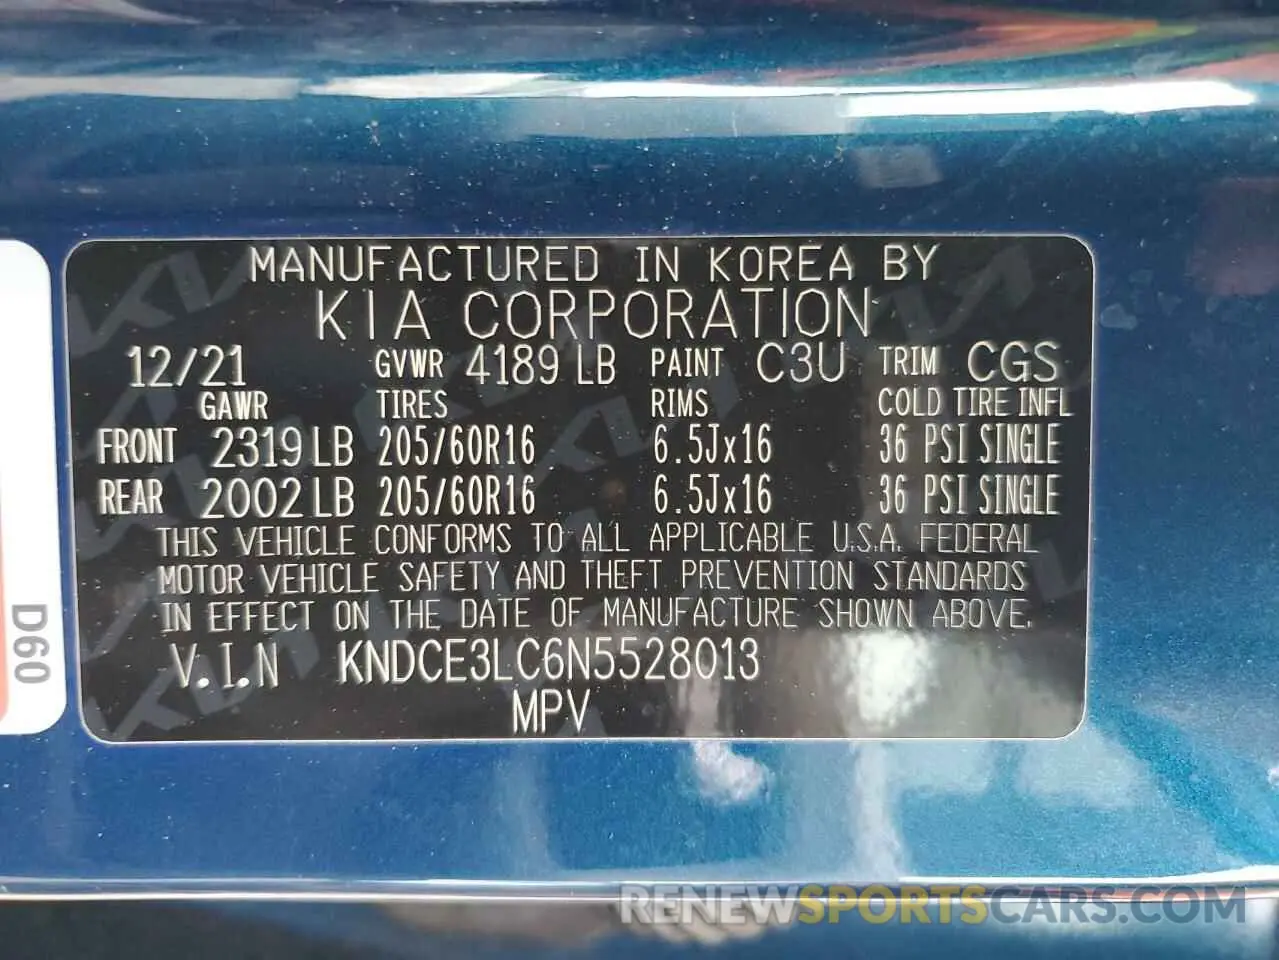 MANUFACTURED IN KOREA BY
KIA CORPORATION
12/21 GVWR 4189 LB PAINT C3U TRIM CGS
GAWR TIRES RIMS COLD TIRE INFL
FRONT 2319 LB 205/60R16 6.5Jx16 36 PSI SINGLE
REAR 2002 LB 205/60R16 6.5Jx16 36 PSI SINGLE
THIS VEHICLE CONFORMS TO ALL APPLICABLE U.S.A. FEDERAL
MOTOR VEHICLE SAFETY AND THEFT PREVENTION STANDARDS
IN EFFECT ON THE DATE OF MANUFACTURE SHOWN ABOVE.
V.I.N KNDCE3LC6N5528013
MPV
D60
RENEWSPORTSCARS.COM